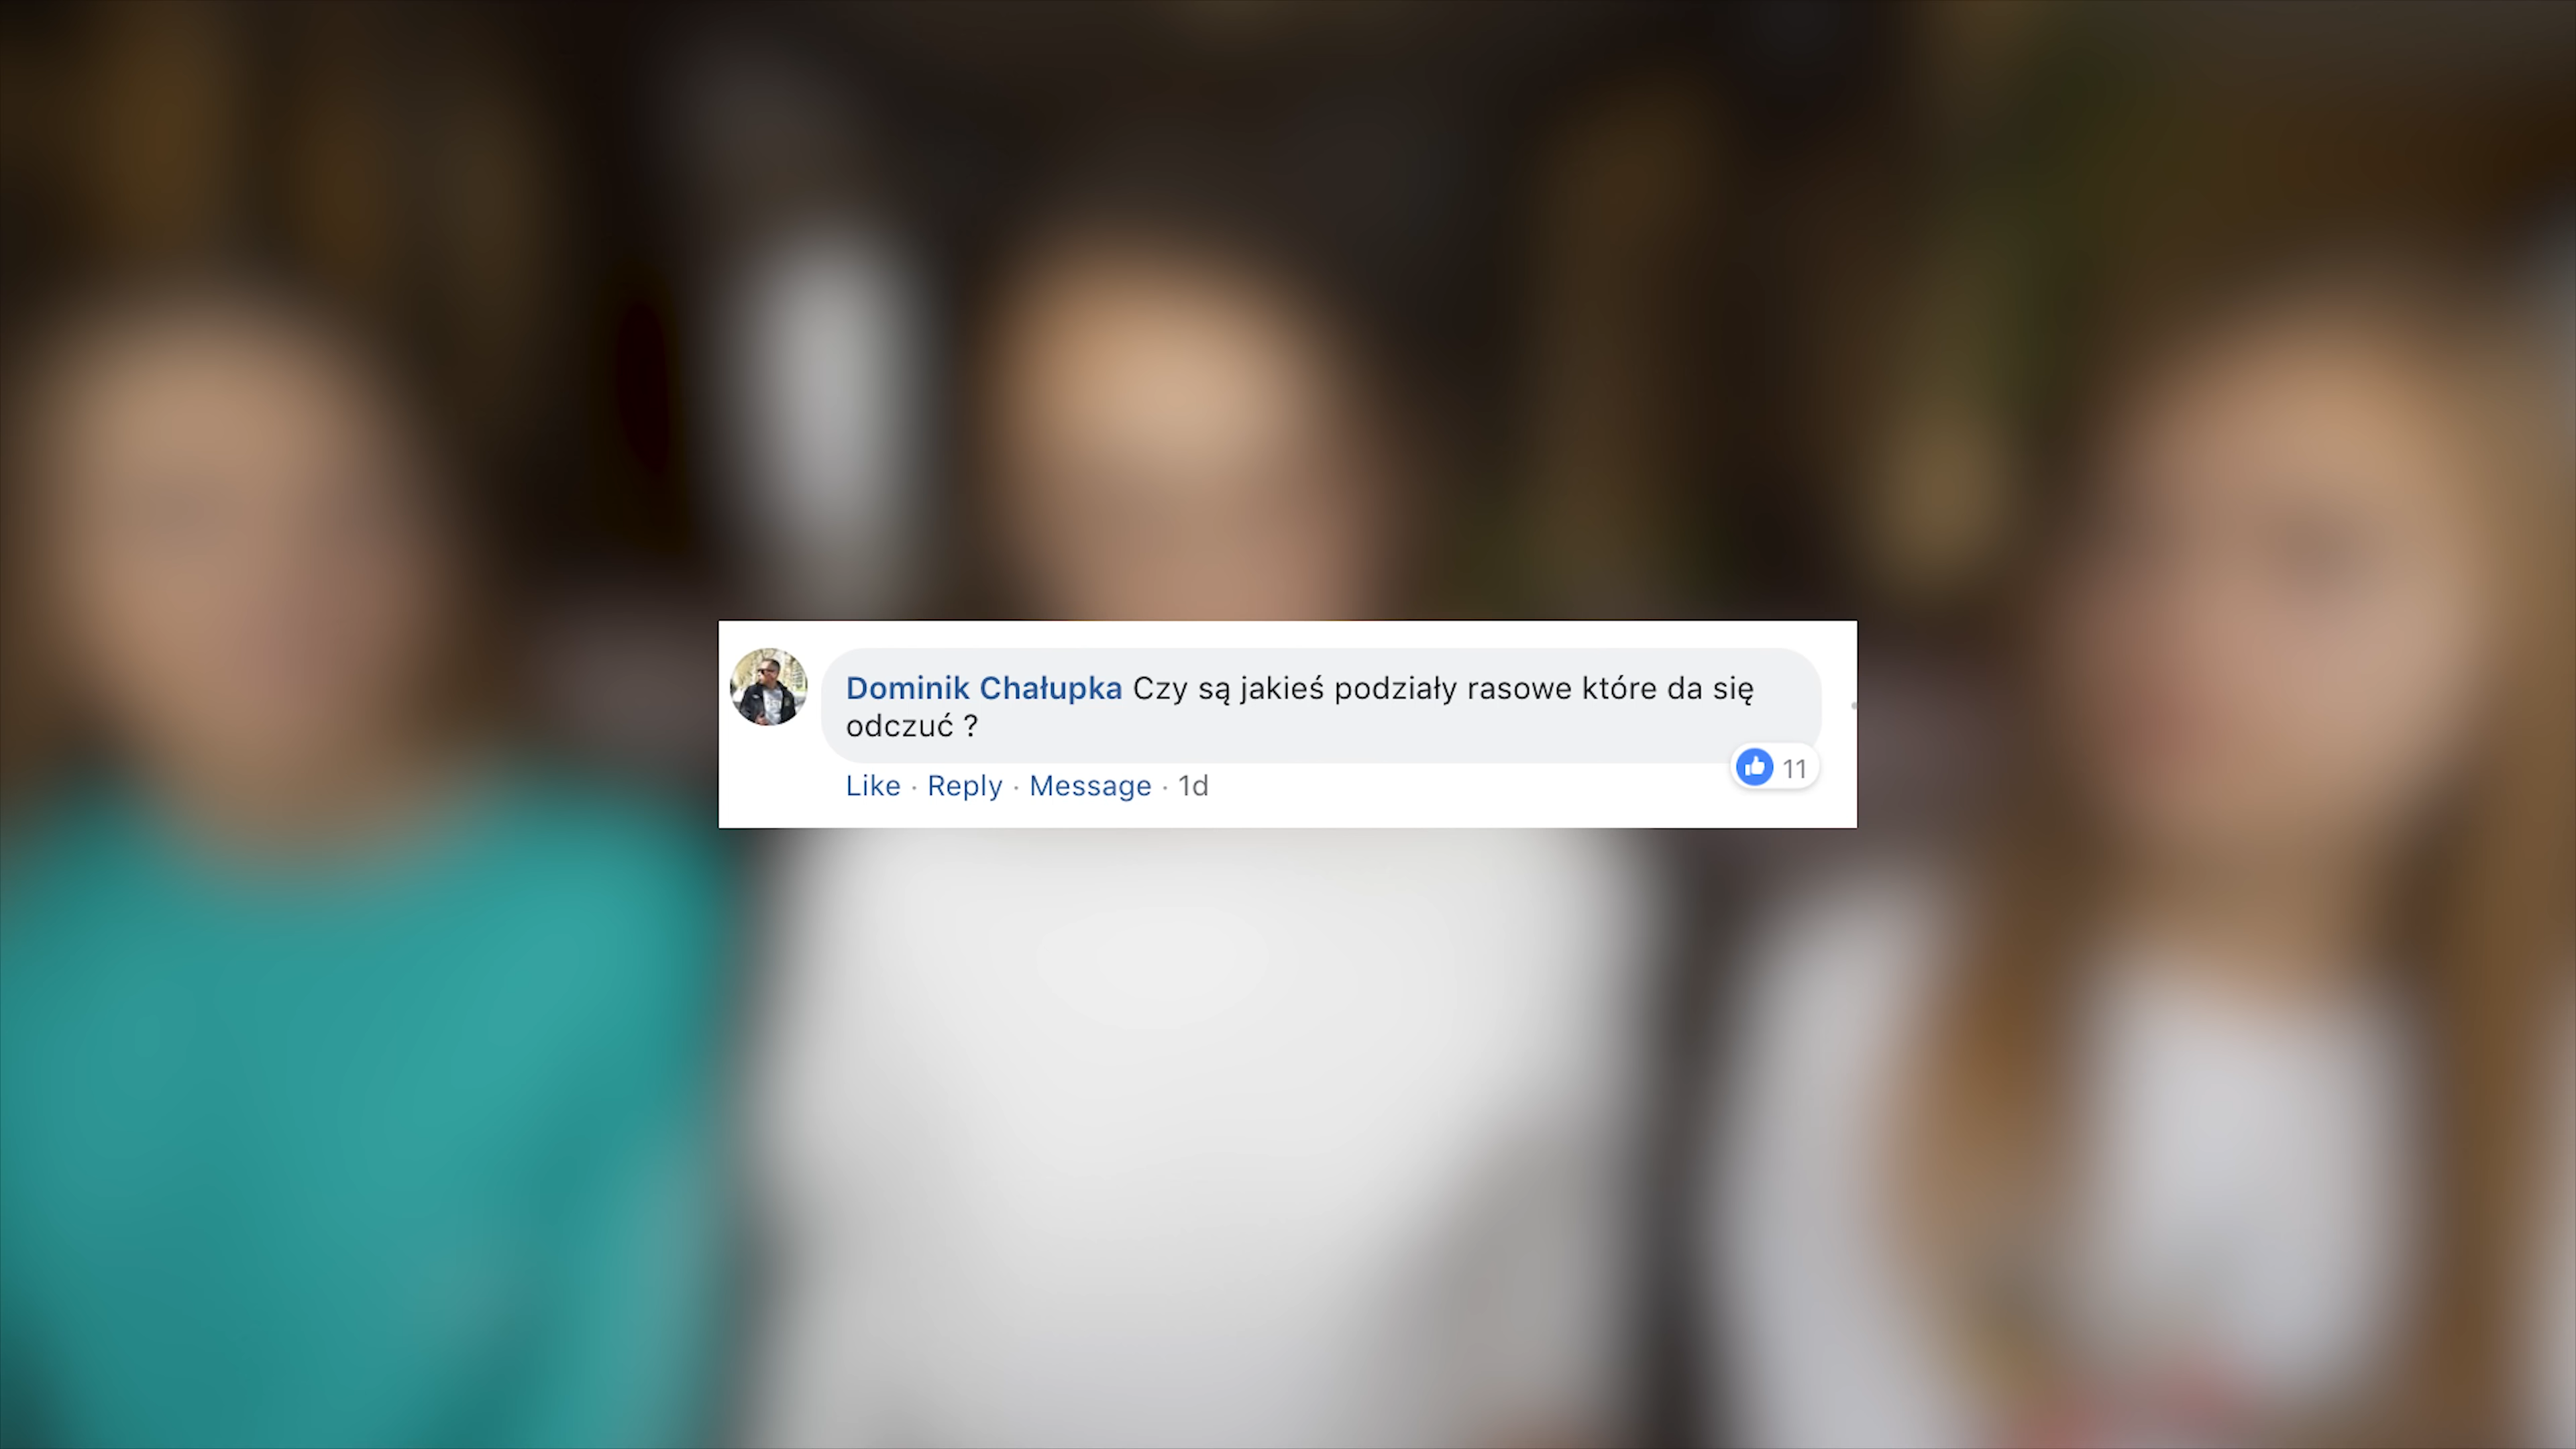 Dominik Chałupka Czy są jakieś podziały rasowe które da się
odczuć ?
11
Like · Reply · Message · 1d